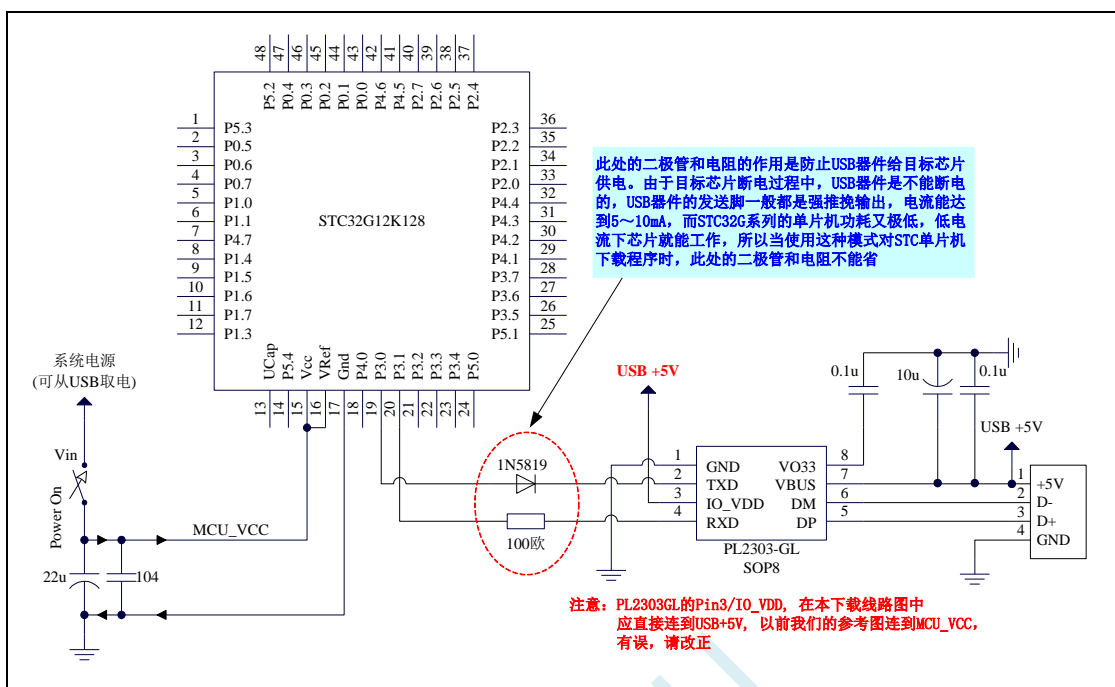 48 47 46 45 44 43 42 41 40 39 38 37
P5.2 P0.4 P0.3 P0.2 P0.1 P0.0 P4.6 P4.5 P2.7 P2.6 P2.5 P2.4
1 P5.3
2 P0.5
3 P0.6
4 P0.7
5 P1.0
6 P1.1
7 P4.7
8 P1.4
9 P1.5
10 P1.6
11 P1.7
12 P1.3
STC32G12K128
P2.3 36
P2.2 35
P2.1 34
P2.0 33
P4.4 32
P4.3 31
P4.2 30
P4.1 29
P3.7 28
P3.6 27
P3.5 26
P5.1 25
UCap P5.4 Vcc VRef Gnd P4.0 P3.0 P3.1 P3.2 P3.3 P3.4 P5.0
13 14 15 16 17 18 19 20 21 22 23 24
此处的二极管和电阻的作用是防止USB器件给目标芯片
供电。由于目标芯片断电过程中，USB器件是不能断电
的，USB器件的发送脚一般都是强推挽输出，电流能达
到5～10mA，而STC32G系列的单片机功耗又极低，低电
流下芯片就能工作，所以当使用这种模式对STC单片机
下载程序时，此处的二极管和电阻不能省
系统电源
(可从USB取电)
Vin
Power On
MCU_VCC
22u
104
1N5819
100欧
USB +5V
0.1u
10u
0.1u
USB +5V
1 GND
2 TXD
3 IO_VDD
4 RXD
VO33 8
VBUS 7
DM 6
DP 5
PL2303-GL
SOP8
1 +5V
2 D-
3 D+
4 GND
注意：PL2303GL的Pin3/IO_VDD, 在本下载线路图中
应直接连到USB+5V, 以前我们的参考图连到MCU_VCC,
有误，请改正